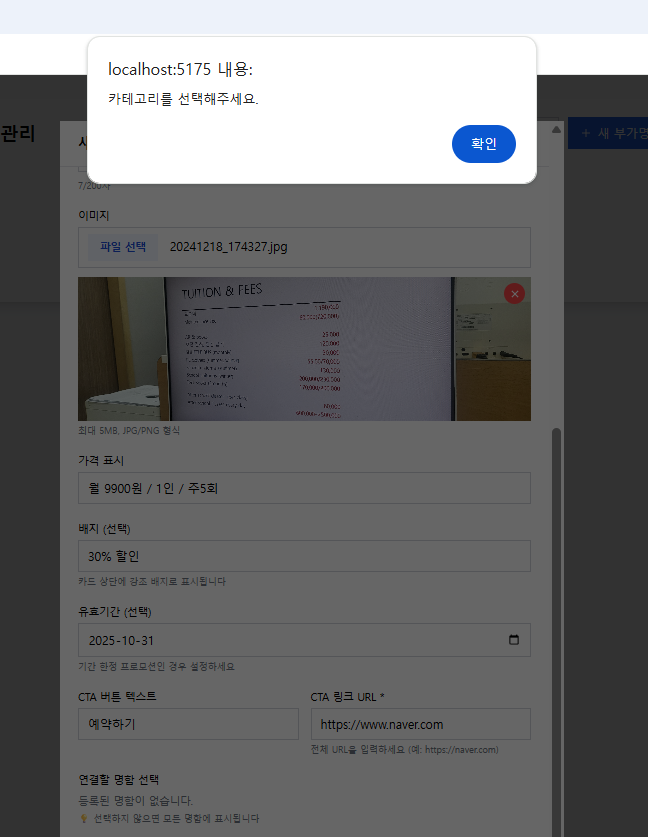 localhost:5175 내용:
카테고리를 선택해주세요.
확인
관리
+ 새 부가명
7/200자
이미지
파일 선택 20241218_174327.jpg
TUITION & FEES
최대 5MB, JPG/PNG 형식
가격 표시
월 9900원 / 1인 / 주5회
배지 (선택)
30% 할인
카드 상단에 강조 배지로 표시됩니다
유효기간 (선택)
2025-10-31
기간 한정 프로모션인 경우 설정하세요
CTA 버튼 텍스트
예약하기
CTA 링크 URL *
https://www.naver.com
전체 URL을 입력하세요 (예: https://naver.com)
연결할 명함 선택
등록된 명함이 없습니다.
선택하지 않으면 모든 명함에 표시됩니다